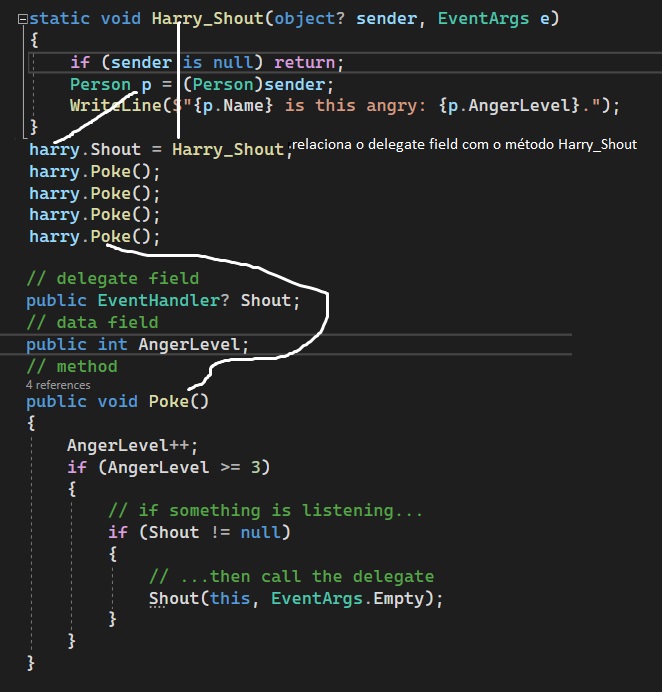 static void Harry_Shout(object? sender, EventArgs e)
{
if (sender is null) return;
Person p = (Person)sender;
WriteLine($"{p.Name} is this angry: {p.AngerLevel}.");
}
harry.Shout = Harry_Shout; relaciona o delegate field com o método Harry_Shout
harry.Poke();
harry.Poke();
harry.Poke();
harry.Poke();
// delegate field
public EventHandler? Shout;
// data field
public int AngerLevel;
// method
4 references
public void Poke()
{
AngerLevel++;
if (AngerLevel >= 3)
{
// if something is listening...
if (Shout != null)
{
// ...then call the delegate
Shout(this, EventArgs.Empty);
}
}
}